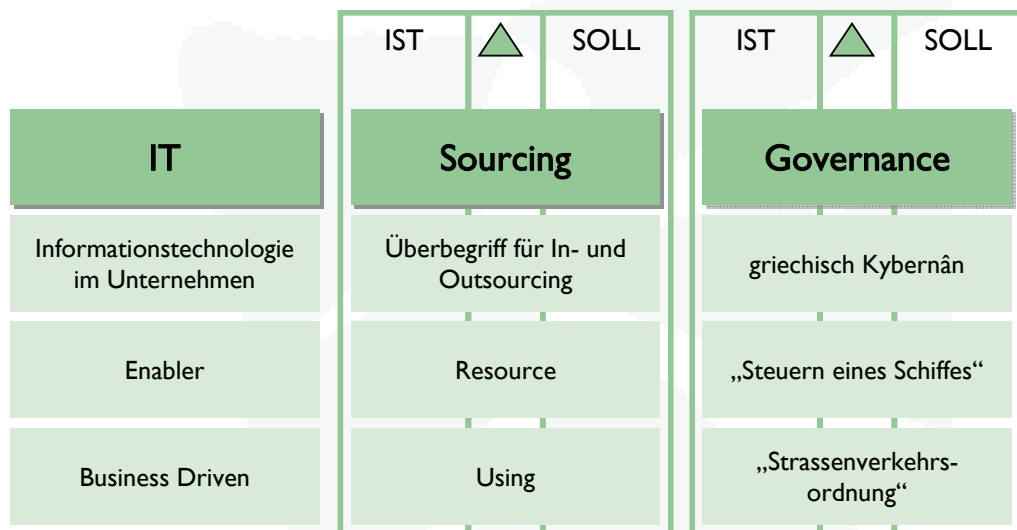 IST SOLL IST SOLL
IT Sourcing Governance
Informationstechnologie
im Unternehmen
Überbegriff für In- und
Outsourcing
griechisch Kybernân
Enabler Resource „Steuern eines Schiffes“
Business Driven Using
„Strassenverkehrs-
ordnung“